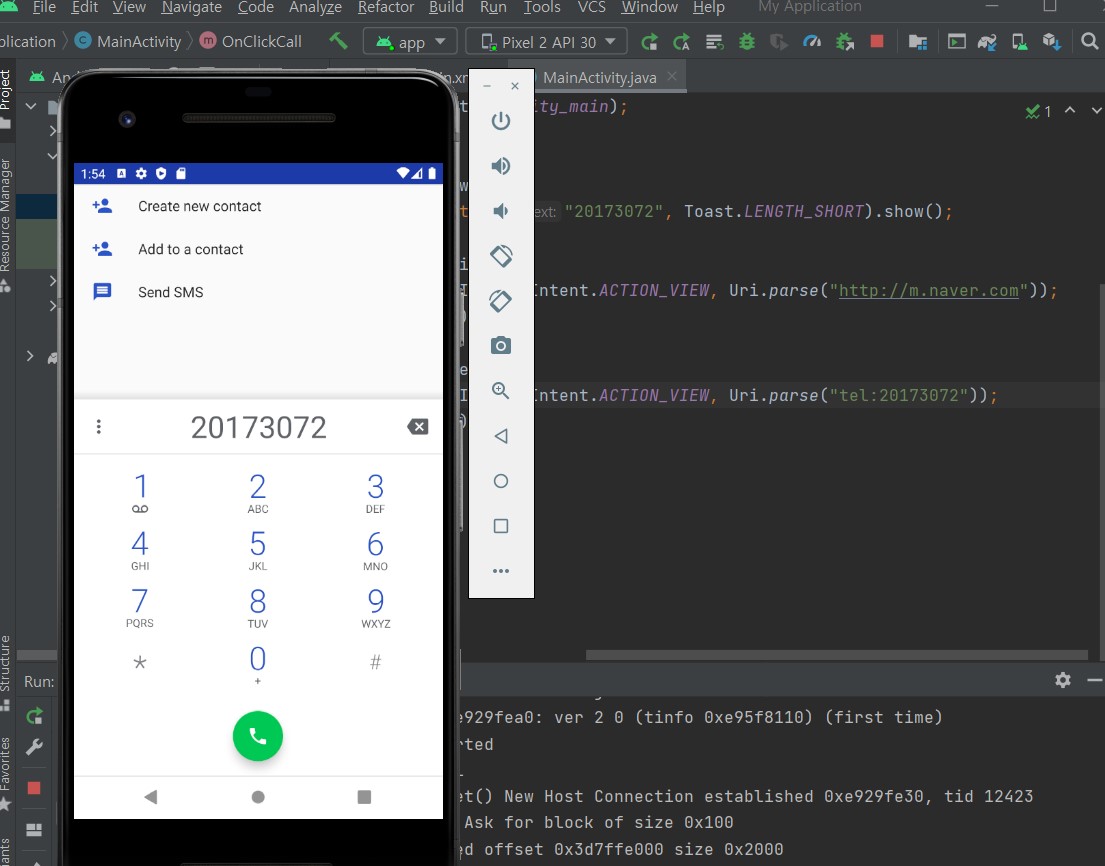 File Edit View Navigate Code Analyze Refactor Build Run Tools VCS Window Help My Application
plication MainActivity OnClickCall app Pixel 2 API 30
Project
Resource Manager
Structure
Favorites
MainActivity.java
ity_main);
1
ext: "20173072", Toast.LENGTH_SHORT).show();
ntent.ACTION_VIEW, Uri.parse("http://m.naver.com"));
ntent.ACTION_VIEW, Uri.parse("tel:20173072"));
1:54
Create new contact
Add to a contact
Send SMS
20173072
1 2 3
ABC DEF
4 5 6
GHI JKL MNO
7 8 9
PQRS TUV WXYZ
* 0 #
+
Run:
e929fea0: ver 2 0 (tinfo 0xe95f8110) (first time)
rted
et() New Host Connection established 0xe929fe30, tid 12423
Ask for block of size 0x100
ed offset 0x3d7ffe000 size 0x2000